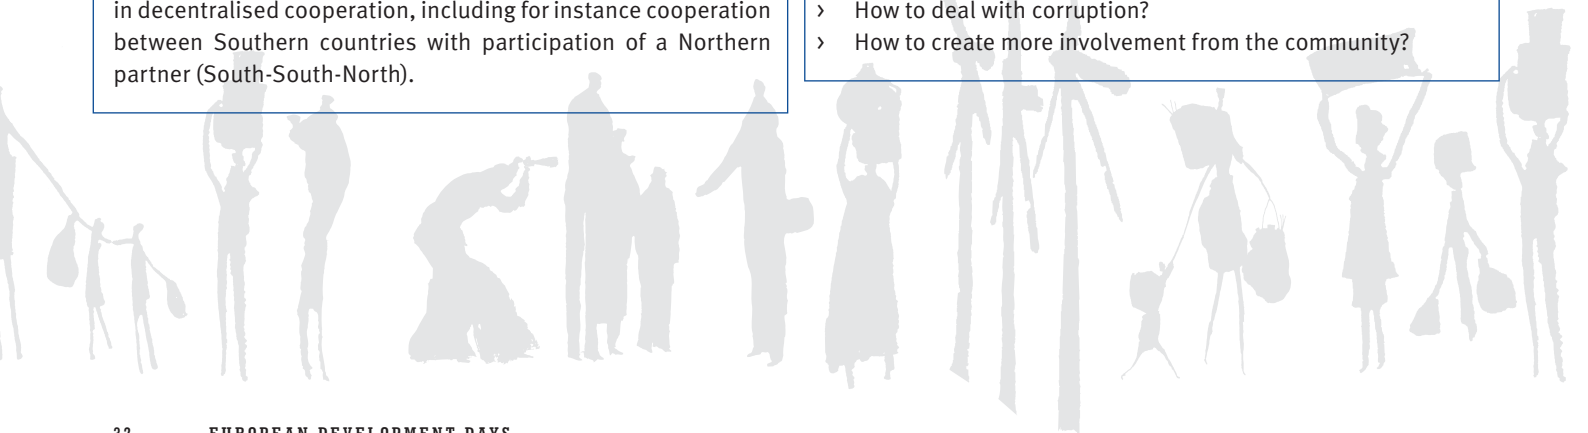 in decentralised cooperation, including for instance cooperation
between Southern countries with participation of a Northern
partner (South-South-North).
› How to deal with corruption?
› How to create more involvement from the community?
EUROPEAN DEVELOPMENT DAYS